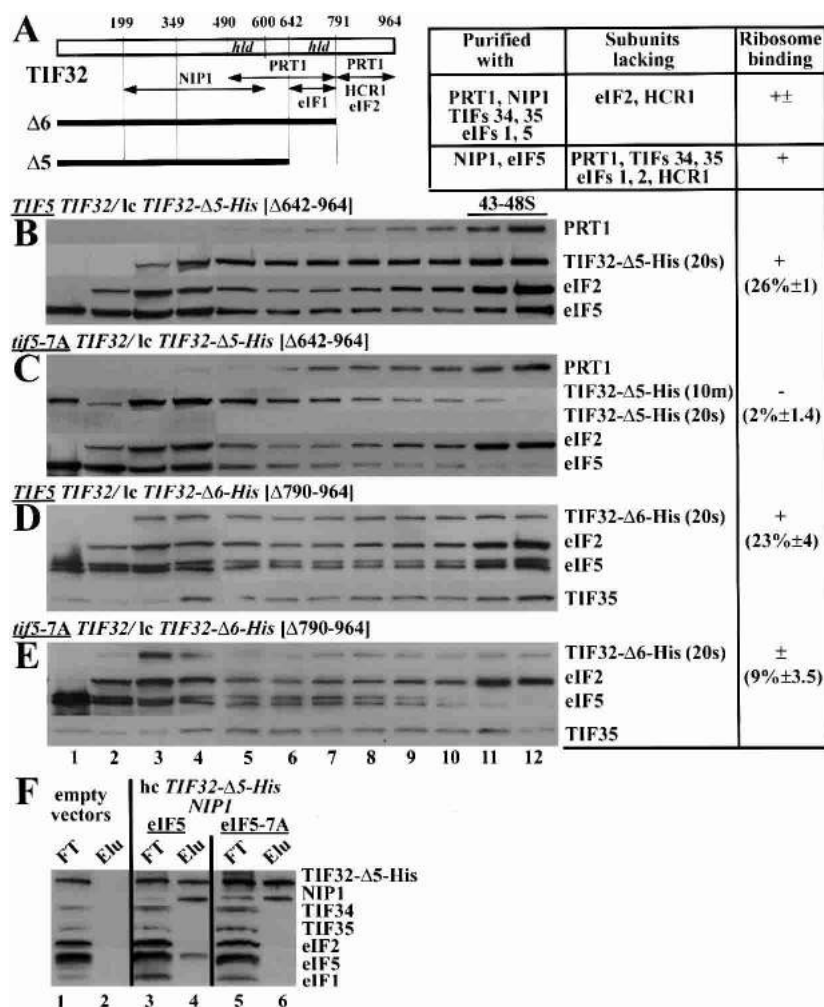 A
199 349 490 600 642 791 964
hld hld
TIF32
NIP1
PRT1
PRT1
eIF1
HCR1
eIF2
Δ6
Δ5
Purified with
Subunits lacking
Ribosome binding
PRT1, NIP1
TIFs 34, 35
eIFs 1, 5
eIF2, HCR1
+±
NIP1, eIF5
PRT1, TIFs 34, 35
eIFs 1, 2, HCR1
+
TIF5 TIF32/ lc TIF32-Δ5-His [Δ642-964]
43-48S
B
PRT1
TIF32-Δ5-His (20s)
eIF2
eIF5
+
(26%±1)
tif5-7A TIF32/ lc TIF32-Δ5-His [Δ642-964]
C
PRT1
TIF32-Δ5-His (10m)
TIF32-Δ5-His (20s)
eIF2
eIF5
-
(2%±1.4)
TIF5 TIF32/ lc TIF32-Δ6-His [Δ790-964]
D
TIF32-Δ6-His (20s)
eIF2
eIF5
TIF35
+
(23%±4)
tif5-7A TIF32/ lc TIF32-Δ6-His [Δ790-964]
E
TIF32-Δ6-His (20s)
eIF2
eIF5
TIF35
±
(9%±3.5)
1 2 3 4 5 6 7 8 9 10 11 12
F
empty
vectors
hc TIF32-Δ5-His
NIP1
eIF5 eIF5-7A
FT Elu FT Elu FT Elu
TIF32-Δ5-His
NIP1
TIF34
TIF35
eIF2
eIF5
eIF1
1 2 3 4 5 6